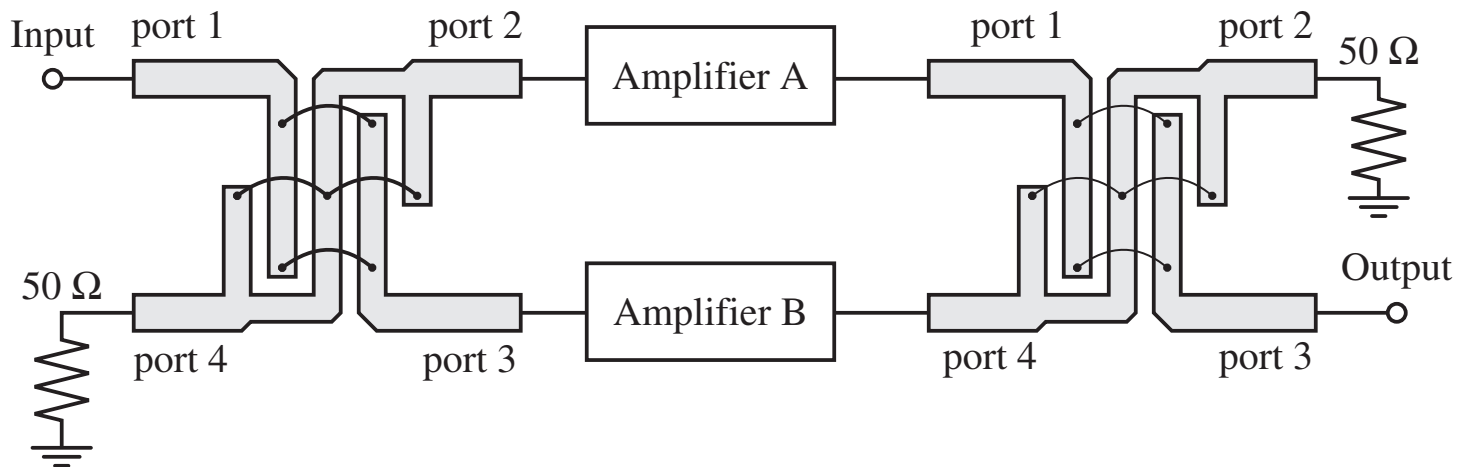 Input
port 1
port 2
Amplifier A
port 1
port 2
50 Ω
50 Ω
port 4
port 3
Amplifier B
port 4
port 3
Output